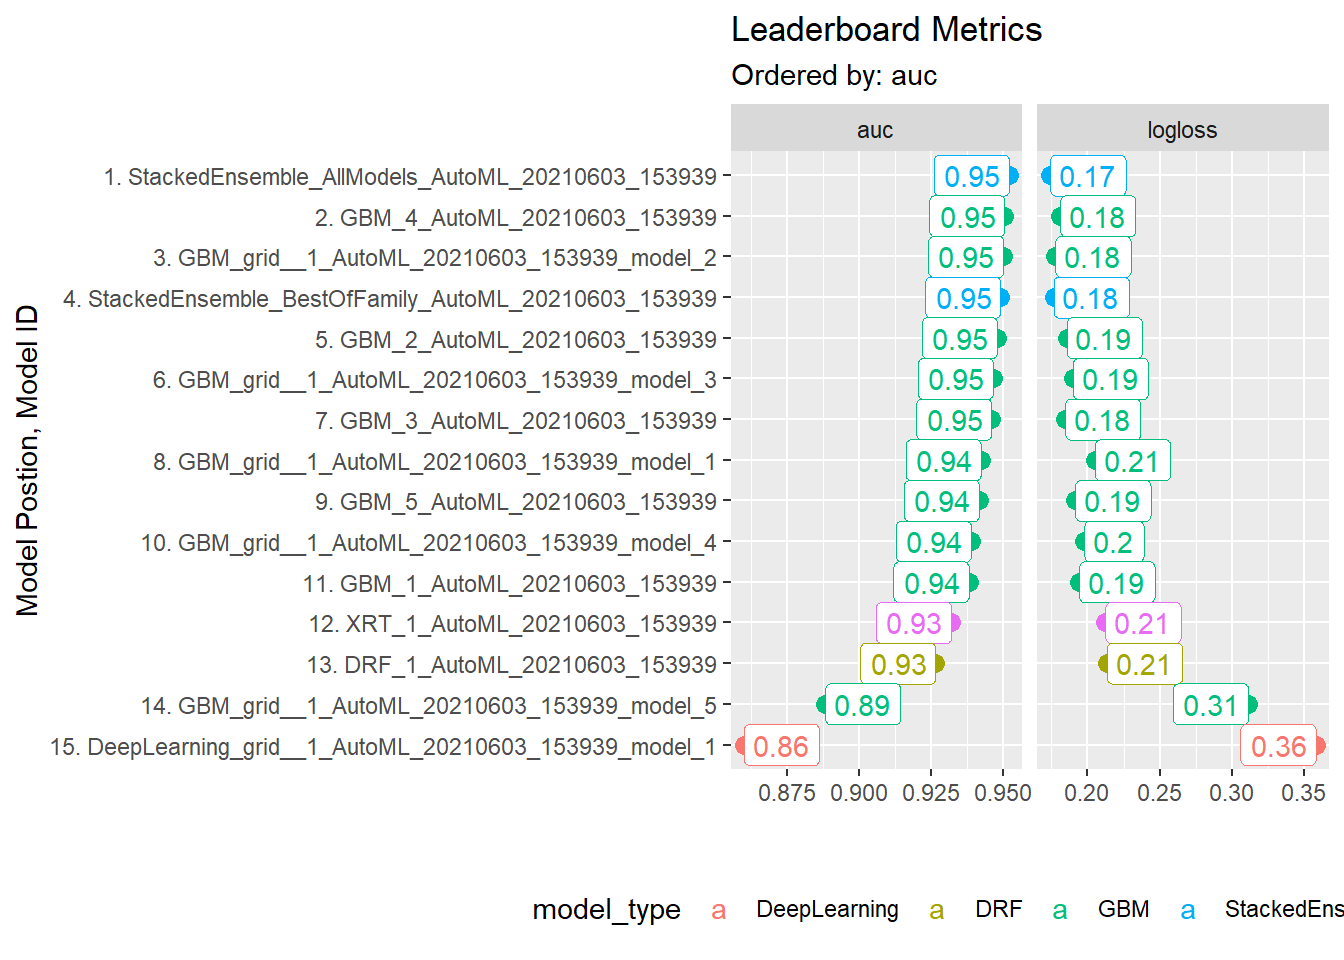 Leaderboard Metrics
Ordered by: auc
auc logloss
Model Postion, Model ID
1. StackedEnsemble_AllModels_AutoML_20210603_153939 0.95 0.17
2. GBM_4_AutoML_20210603_153939 0.95 0.18
3. GBM_grid__1_AutoML_20210603_153939_model_2 0.95 0.18
4. StackedEnsemble_BestOfFamily_AutoML_20210603_153939 0.95 0.18
5. GBM_2_AutoML_20210603_153939 0.95 0.19
6. GBM_grid__1_AutoML_20210603_153939_model_3 0.95 0.19
7. GBM_3_AutoML_20210603_153939 0.95 0.18
8. GBM_grid__1_AutoML_20210603_153939_model_1 0.94 0.21
9. GBM_5_AutoML_20210603_153939 0.94 0.19
10. GBM_grid__1_AutoML_20210603_153939_model_4 0.94 0.2
11. GBM_1_AutoML_20210603_153939 0.94 0.19
12. XRT_1_AutoML_20210603_153939 0.93 0.21
13. DRF_1_AutoML_20210603_153939 0.93 0.21
14. GBM_grid__1_AutoML_20210603_153939_model_5 0.89 0.31
15. DeepLearning_grid__1_AutoML_20210603_153939_model_1 0.86 0.36
0.875 0.900 0.925 0.950 0.20 0.25 0.30 0.35
model_type a DeepLearning a DRF a GBM a StackedEns